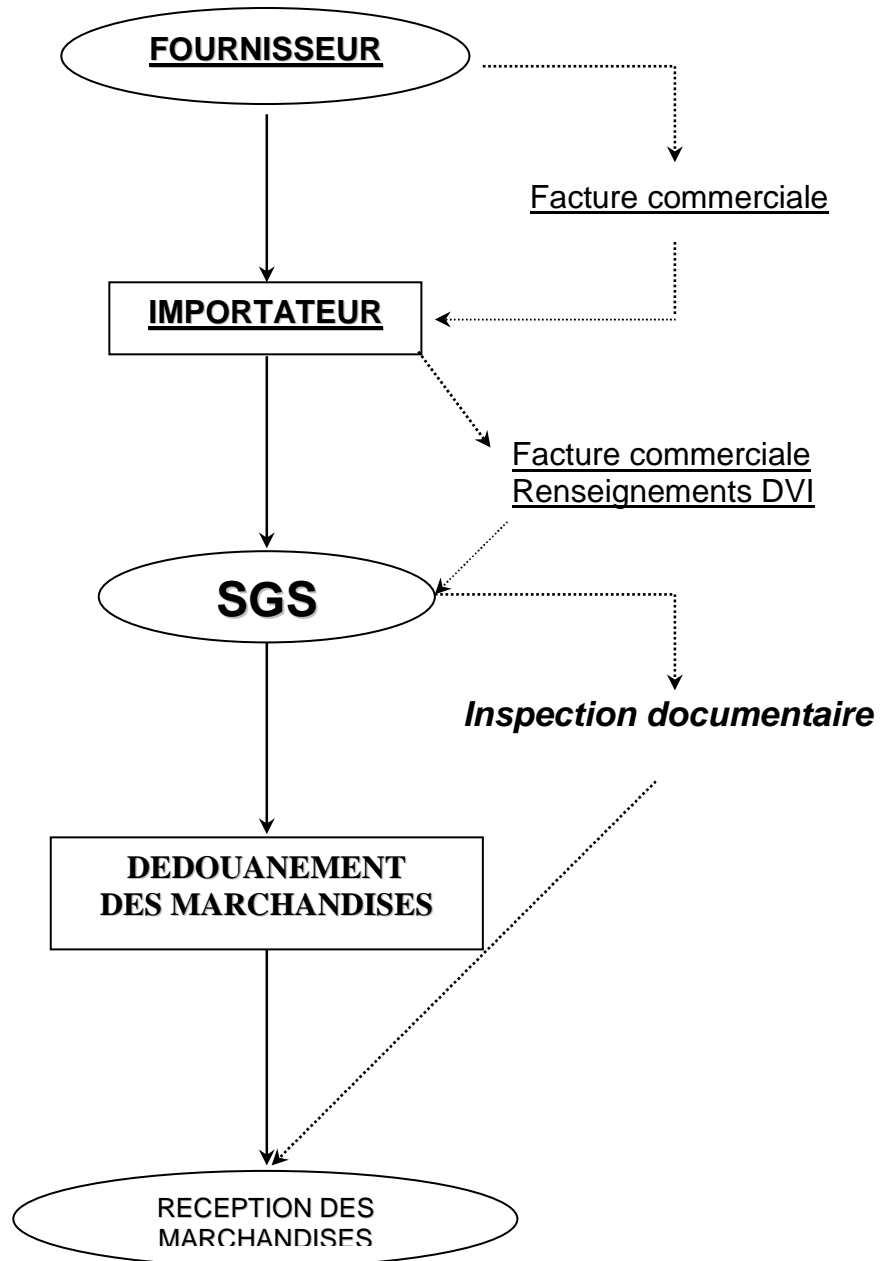 FOURNISSEUR
Facture commerciale
IMPORTATEUR
Facture commerciale
Renseignements DVI
SGS
Inspection documentaire
DEDOUANEMENT
DES MARCHANDISES
RECEPTION DES
MARCHANDISES